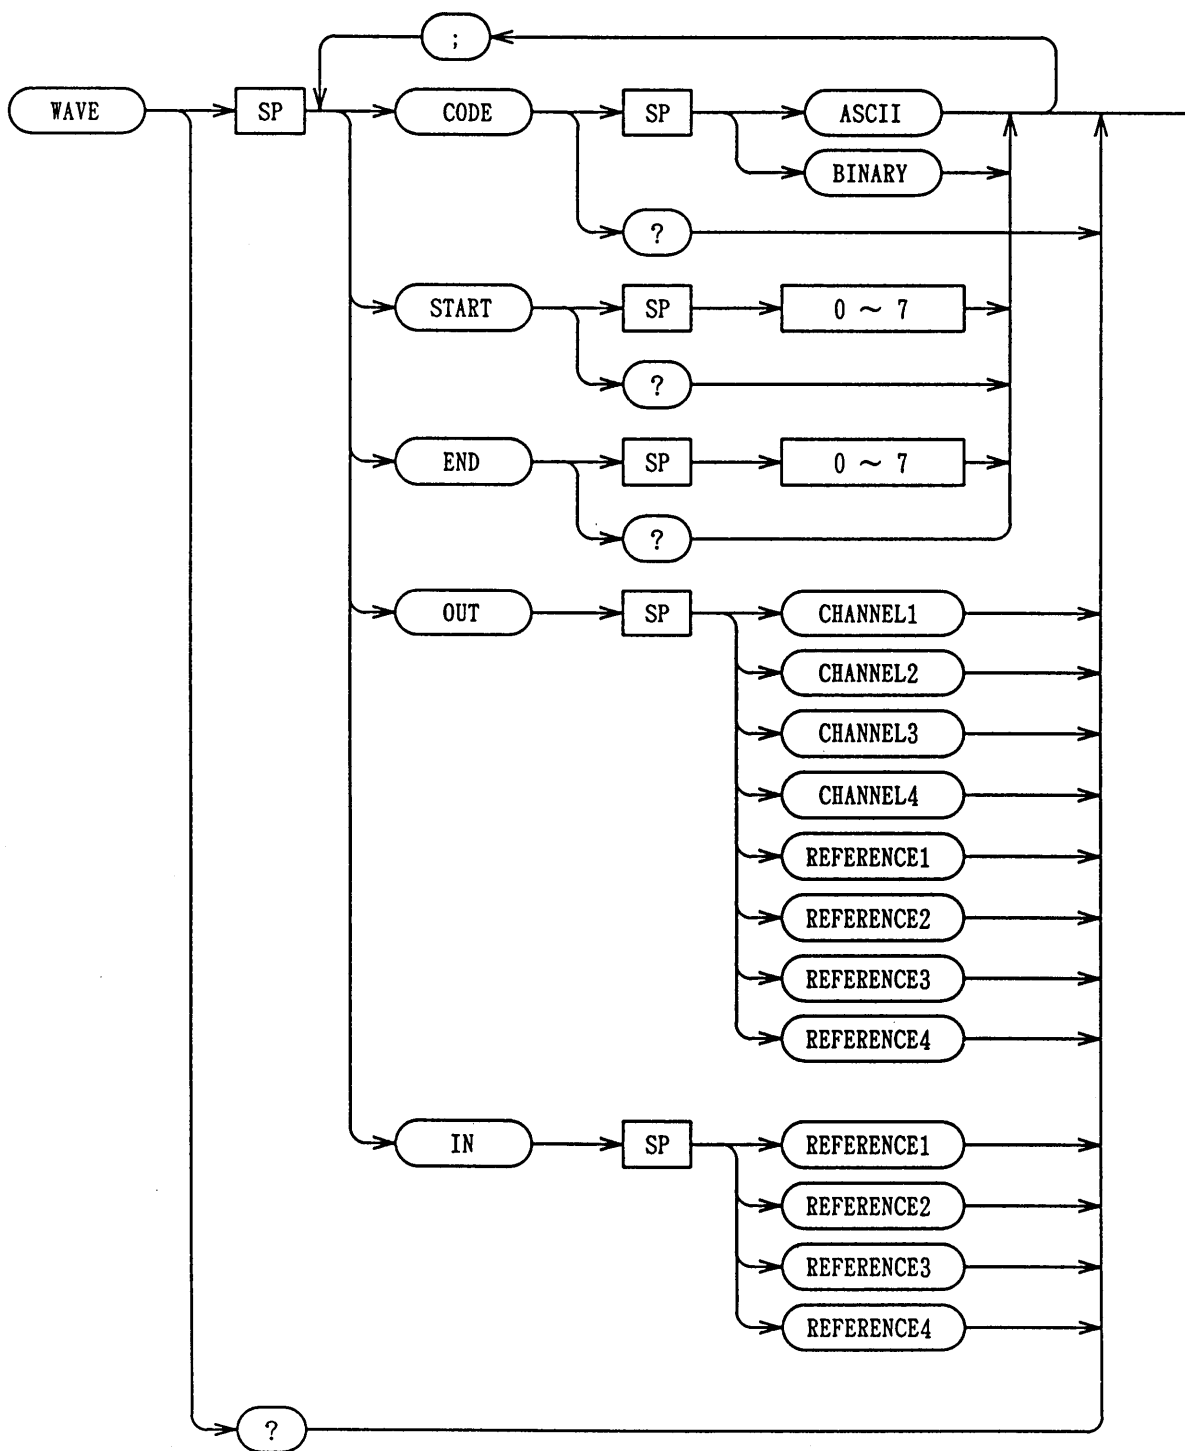 ;
WAVE SP CODE SP ASCII
BINARY
?
START SP 0 ～ 7
?
END SP 0 ～ 7
?
OUT SP CHANNEL1
CHANNEL2
CHANNEL3
CHANNEL4
REFERENCE1
REFERENCE2
REFERENCE3
REFERENCE4
IN SP REFERENCE1
REFERENCE2
REFERENCE3
REFERENCE4
?